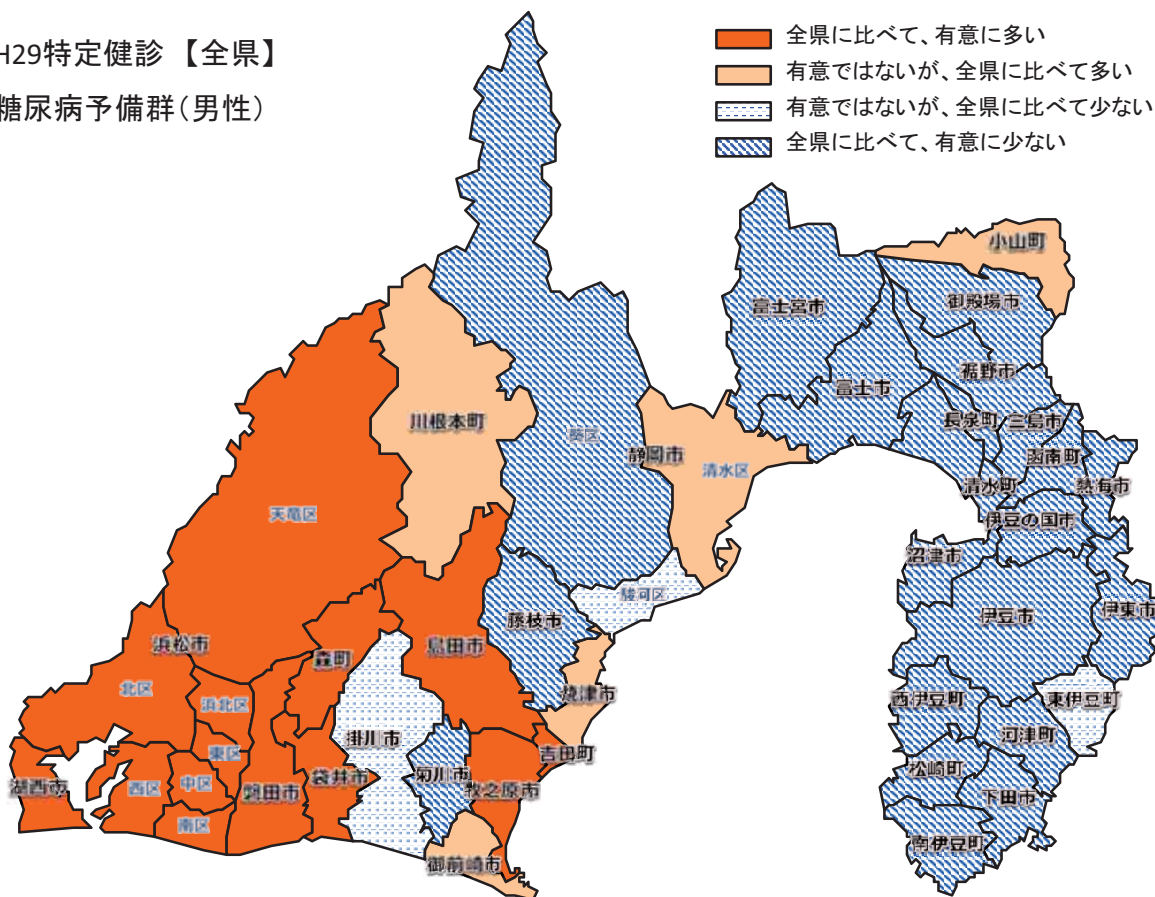 H29特定健診 【全県】
糖尿病予備群(男性)
全県に比べて、有意に多い
有意ではないが、全県に比べて多い
有意ではないが、全県に比べて少ない
全県に比べて、有意に少ない
小山町
御殿場市
富士宮市
裾野市
富士市
長泉町
三島市
函南町
清水町
熱海市
伊豆の国市
沼津市
伊豆市
伊東市
西伊豆町
東伊豆町
河津町
松崎町
下田市
南伊豆町
川根本町
葵区
静岡市
清水区
駿河区
天竜区
藤枝市
島田市
焼津市
浜松市
森町
北区
浜北区
掛川市
東区
吉田町
湖西市
西区
中区
磐田市
袋井市
菊川市
牧之原市
南区
御前崎市